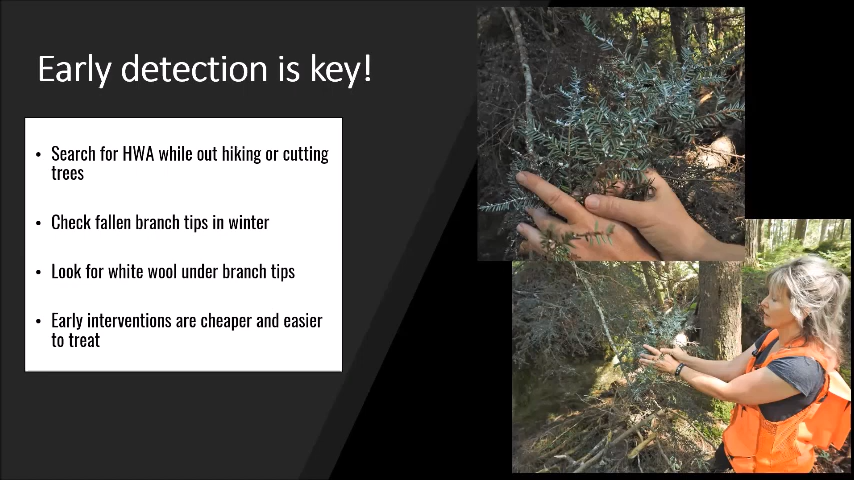 Early detection is key!
• Search for HWA while out hiking or cutting
trees
• Check fallen branch tips in winter
• Look for white wool under branch tips
• Early interventions are cheaper and easier
to treat